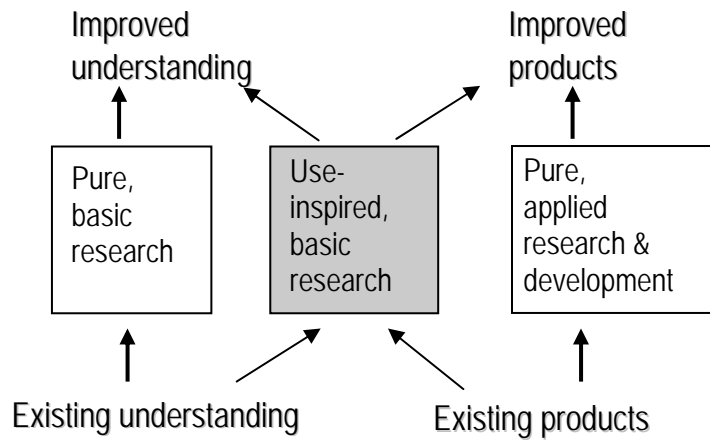 Improved
understanding
Improved
products
Pure,
basic
research
Use-
inspired,
basic
research
Pure,
applied
research &
development
Existing understanding
Existing products